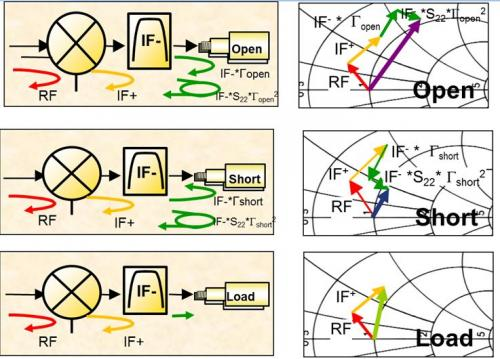 IF-
Open
IF-*Γopen
RF
IF+
IF-*S22*Γopen²
IF⁻ * Γopen
IF⁻*S22*Γopen²
IF⁺
RF
Open
IF-
Short
IF-*Γshort
RF
IF+
IF-*S22*Γshort²
IF⁻ * Γshort
IF⁺
IF⁻ *S22* Γshort²
RF
Short
IF-
Load
RF
IF+
IF⁺
RF
Load